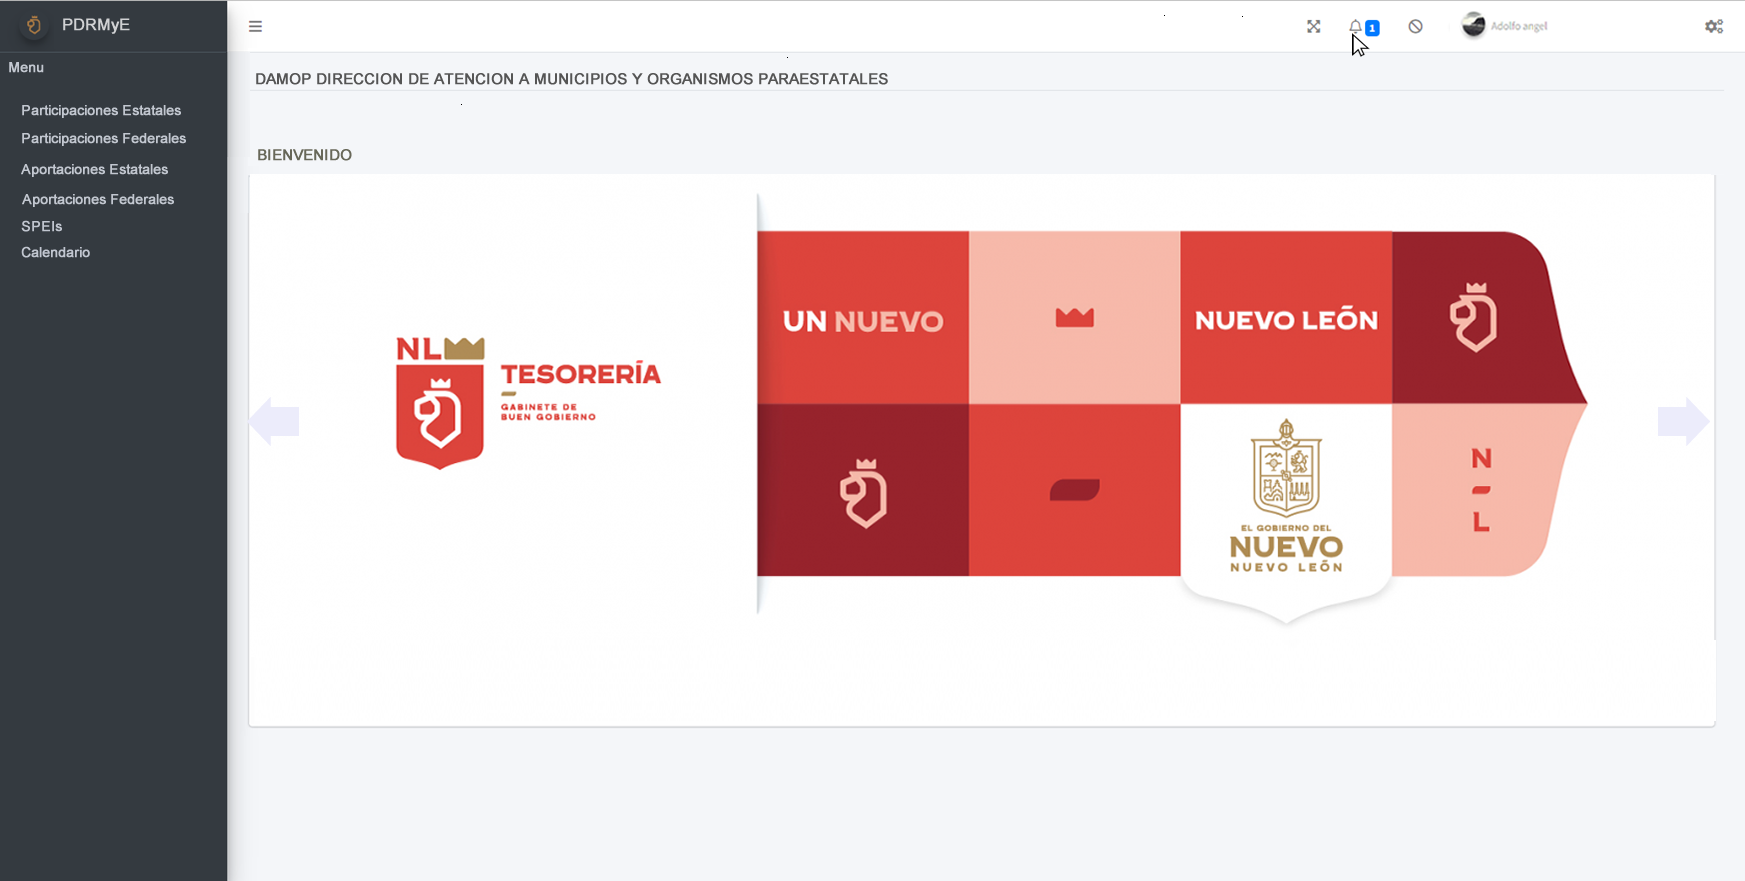 PDRMyE
1
Adolfo angel
Menu
Participaciones Estatales
Participaciones Federales
Aportaciones Estatales
Aportaciones Federales
SPEIs
Calendario
DAMOP DIRECCION DE ATENCION A MUNICIPIOS Y ORGANISMOS PARAESTATALES
BIENVENIDO
NL
TESORERÍA
GABINETE DE
BUEN GOBIERNO
UN NUEVO
NUEVO LEÓN
EL GOBIERNO DEL
NUEVO
NUEVO LEÓN
N
L